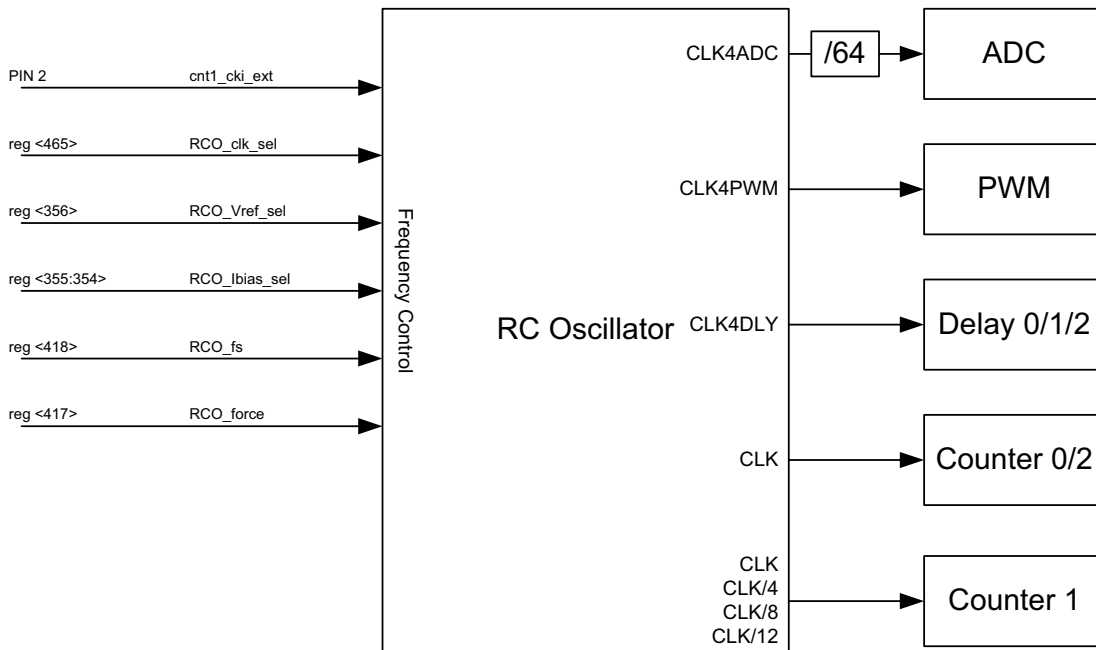 CLK4ADC
/64
ADC
PIN 2 cnt1_cki_ext
reg <465> RCO_clk_sel
CLK4PWM
PWM
reg <356> RCO_Vref_sel
Frequency Control
reg <355:354> RCO_Ibias_sel
RC Oscillator
CLK4DLY
Delay 0/1/2
reg <418> RCO_fs
reg <417> RCO_force
CLK
Counter 0/2
CLK
CLK/4
CLK/8
CLK/12
Counter 1